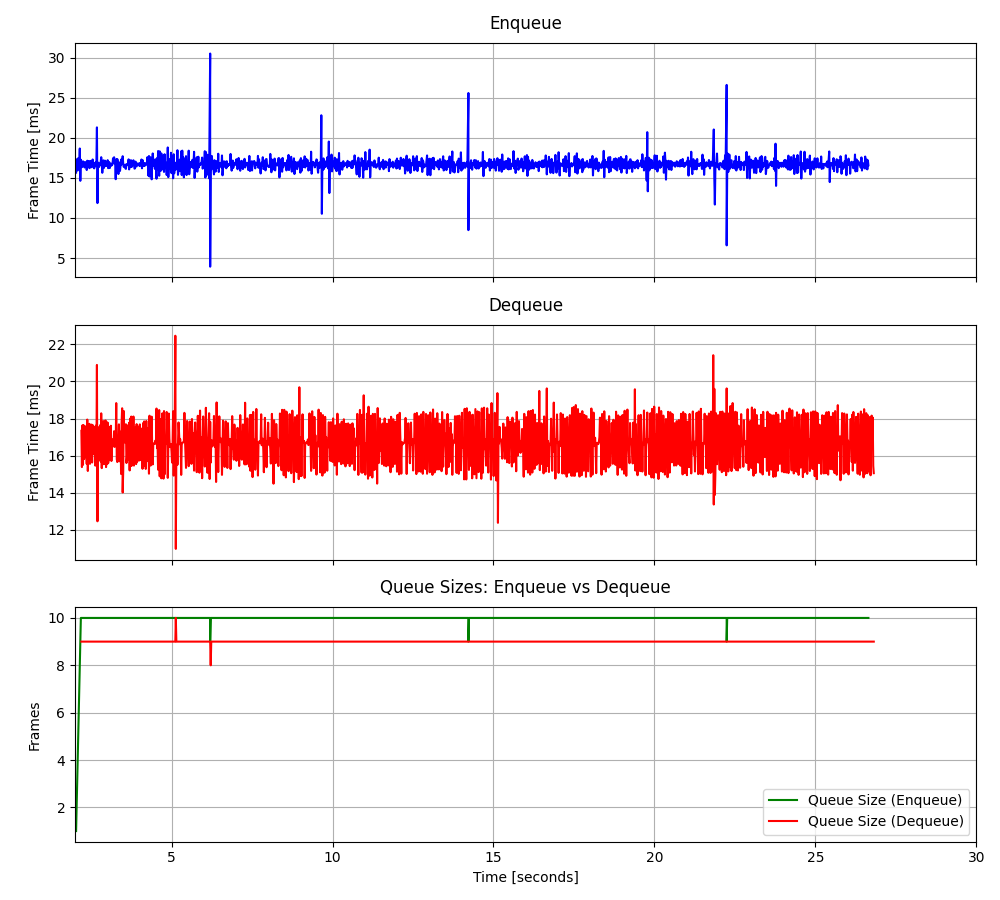 Enqueue
Frame Time [ms]
30
25
20
15
10
5
Dequeue
Frame Time [ms]
22
20
18
16
14
12
Queue Sizes: Enqueue vs Dequeue
Frames
10
8
6
4
2
Queue Size (Enqueue)
Queue Size (Dequeue)
5 10 15 20 25 30
Time [seconds]